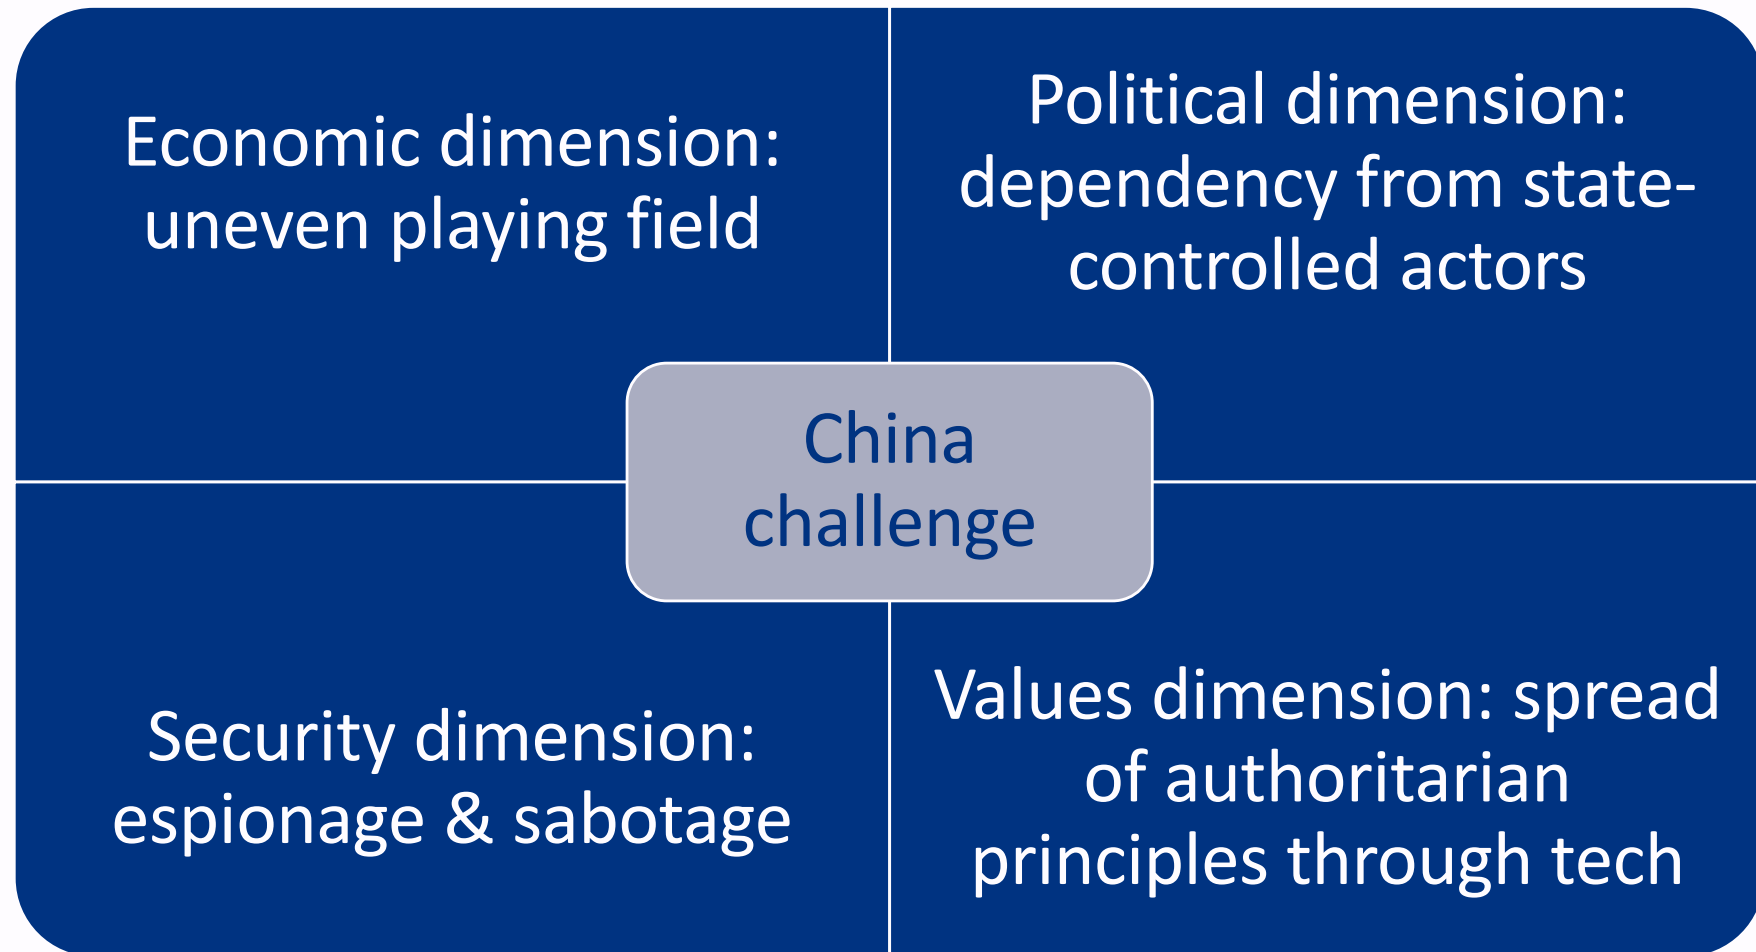 Economic dimension:
uneven playing field
Political dimension:
dependency from state-
controlled actors
China
challenge
Security dimension:
espionage & sabotage
Values dimension: spread
of authoritarian
principles through tech